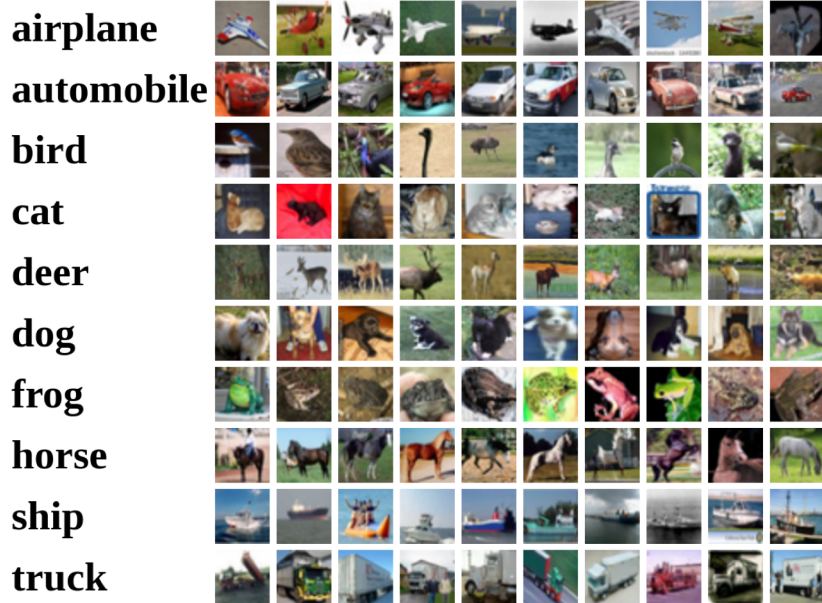 airplane
automobile
bird
cat
deer
dog
frog
horse
ship
truck